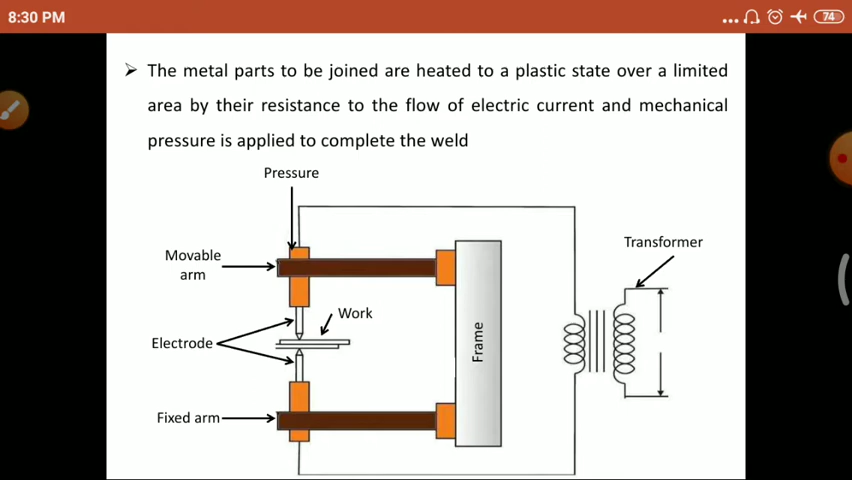 8:30 PM
74
➢ The metal parts to be joined are heated to a plastic state over a limited
area by their resistance to the flow of electric current and mechanical
pressure is applied to complete the weld
Pressure
Transformer
Movable
arm
Work
Electrode
Frame
Fixed arm